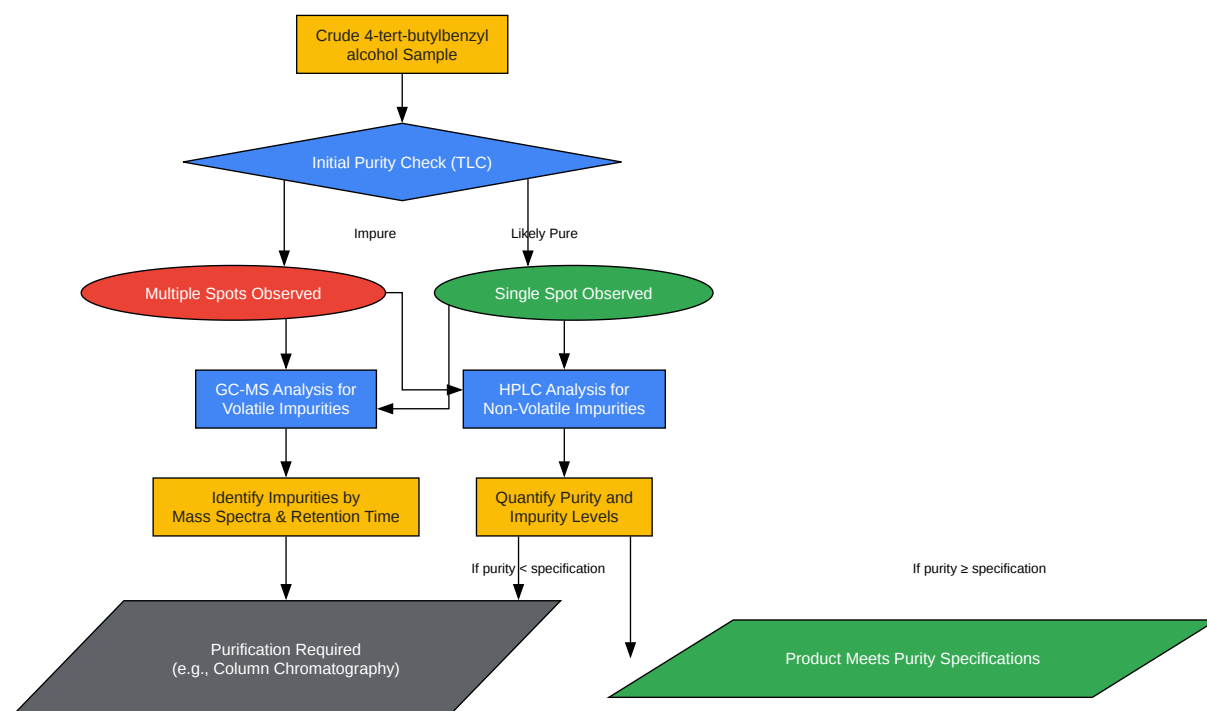 Crude 4-tert-butylbenzyl
alcohol Sample
Initial Purity Check (TLC)
Impure
Likely Pure
Multiple Spots Observed
Single Spot Observed
GC-MS Analysis for
Volatile Impurities
HPLC Analysis for
Non-Volatile Impurities
Identify Impurities by
Mass Spectra & Retention Time
Quantify Purity and
Impurity Levels
If purity < specification
If purity ≥ specification
Purification Required
(e.g., Column Chromatography)
Product Meets Purity Specifications